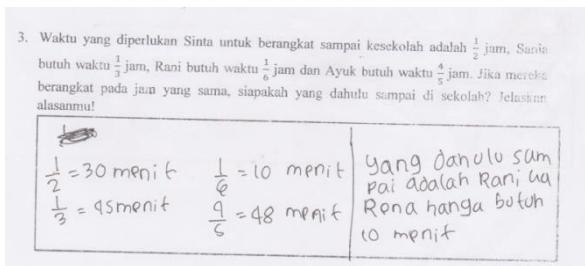 3. Waktu yang diperlukan Sinta untuk berangkat sampai kesekolah adalah 1/2 jam, Sania
butuh waktu 1/3 jam, Rani butuh waktu 1/6 jam dan Ayuk butuh waktu 4/5 jam. Jika mereka
berangkat pada jam yang sama, siapakah yang dahulu sampai di sekolah? Jelaskan
alasanmu!
1/2 = 30 menit
1/3 = 45 menit
1/6 = 10 menit
4/5 = 48 menit
yang dahulu sam
pai adalah Rani, ka
Rena hanga butuh
10 menit